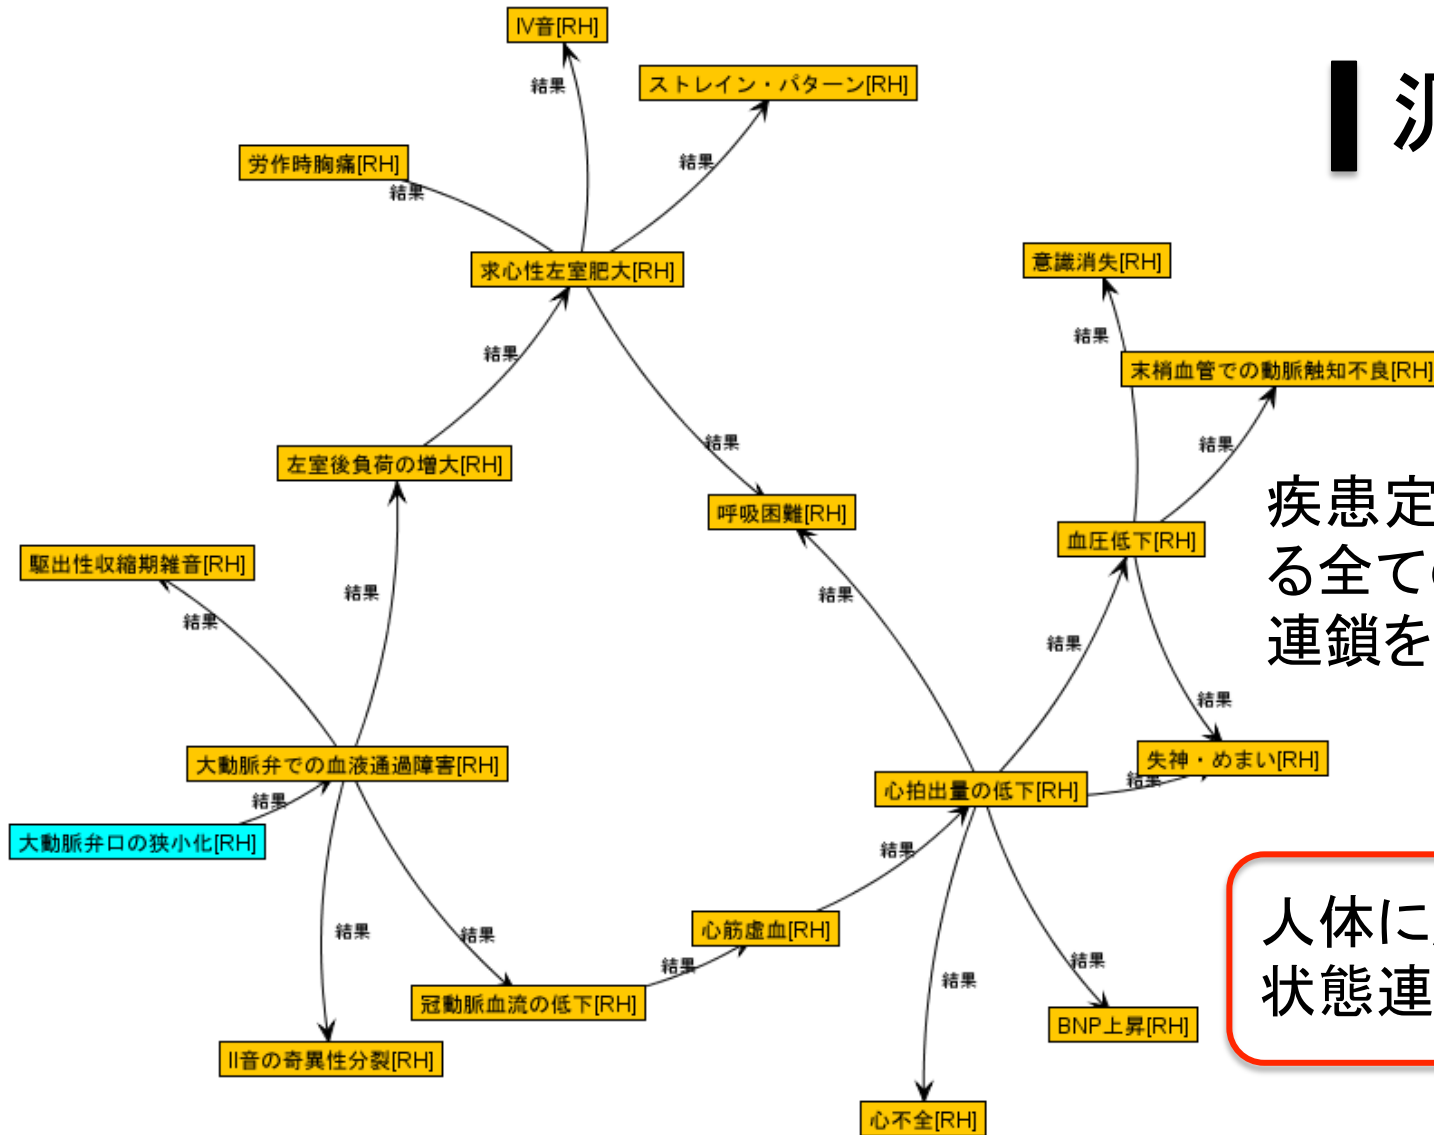 IV音[RH]
結果
ストレイン・パターン[RH]
労作時胸痛[RH]
結果
結果
求心性左室肥大[RH]
意識消失[RH]
結果
結果
末梢血管での動脈触知不良[RH]
結果
結果
左室後負荷の増大[RH]
呼吸困難[RH]
血圧低下[RH]
疾患定
る全て
連鎖を
駆出性収縮期雑音[RH]
結果
結果
結果
結果
結果
大動脈弁での血液通過障害[RH]
失神・めまい[RH]
結果
心拍出量の低下[RH]
結果
大動脈弁口の狭小化[RH]
結果
人体に
状態連
結果
結果
心筋虚血[RH]
結果
結果
結果
冠動脈血流の低下[RH]
BNP上昇[RH]
II音の奇異性分裂[RH]
心不全[RH]